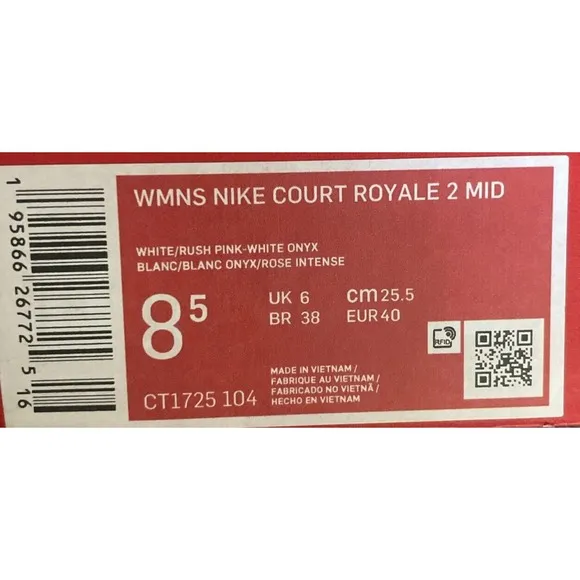 WMNS NIKE COURT ROYALE 2 MID
WHITE/RUSH PINK-WHITE ONYX
BLANC/BLANC ONYX/ROSE INTENSE
8 5
UK 6 cm 25.5
BR 38 EUR 40
RFID
MADE IN VIETNAM /
FABRIQUE AU VIETNAM /
FABRICADO NO VIETNÃ /
HECHO EN VIETNAM
CT1725 104
1 95866 26772 5 16